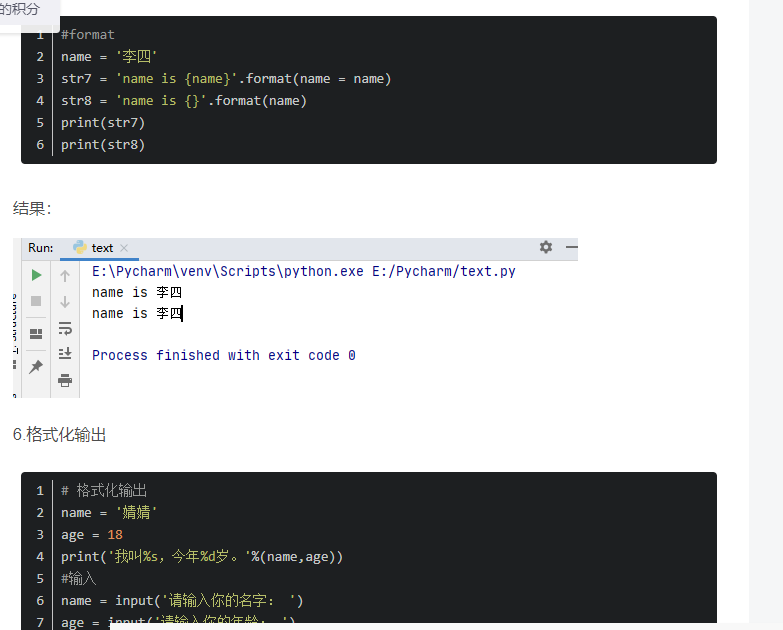 的积分
1 #format
2 name = '李四'
3 str7 = 'name is {name}'.format(name = name)
4 str8 = 'name is {}'.format(name)
5 print(str7)
6 print(str8)
结果：
Run: text
E:\Pycharm\venv\Scripts\python.exe E:/Pycharm/text.py
name is 李四
name is 李四
Process finished with exit code 0
6.格式化输出
1 # 格式化输出
2 name = '婧婧'
3 age = 18
4 print('我叫%s，今年%d岁。'%(name,age))
5 #输入
6 name = input('请输入你的名字： ')
7 age = input('请输入你的年龄： ')